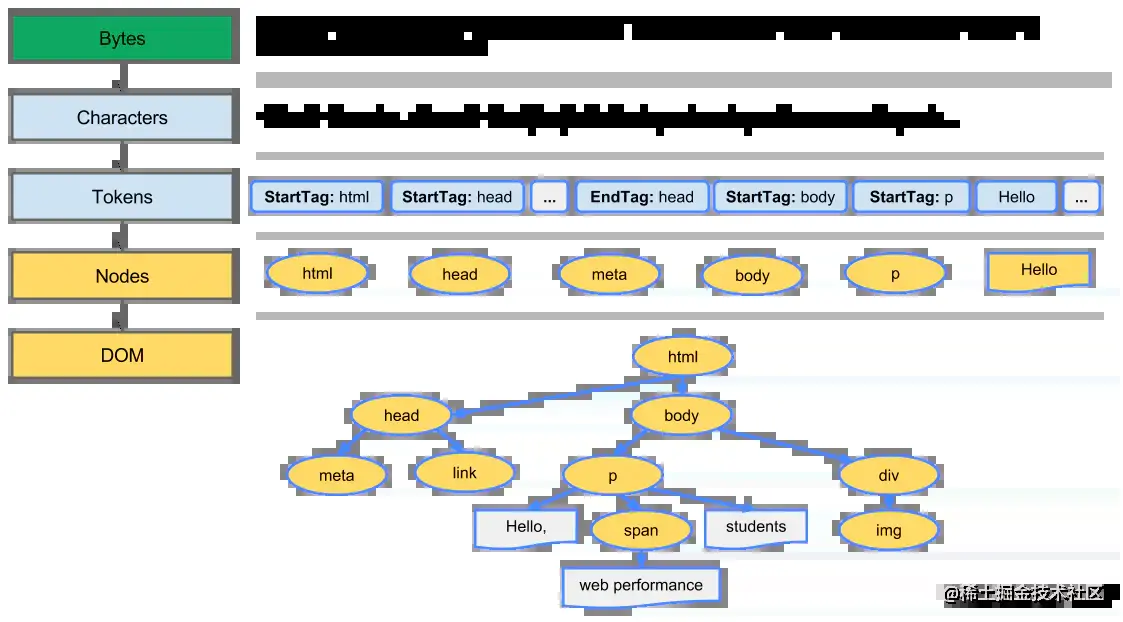 Bytes
Characters
Tokens
StartTag: html StartTag: head ... EndTag: head StartTag: body StartTag: p Hello ...
Nodes
html head meta body p Hello
DOM
html
head body
meta link p div
Hello, span students img
web performance
@稀土掘金技术社区